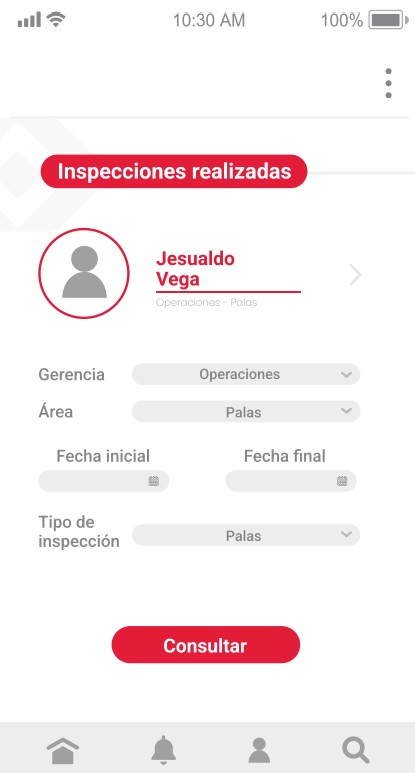 10:30 AM
100%
Inspecciones realizadas
Jesualdo
Vega
Operaciones - Palas
Gerencia
Operaciones
Área
Palas
Fecha inicial
Fecha final
Tipo de
inspección
Palas
Consultar